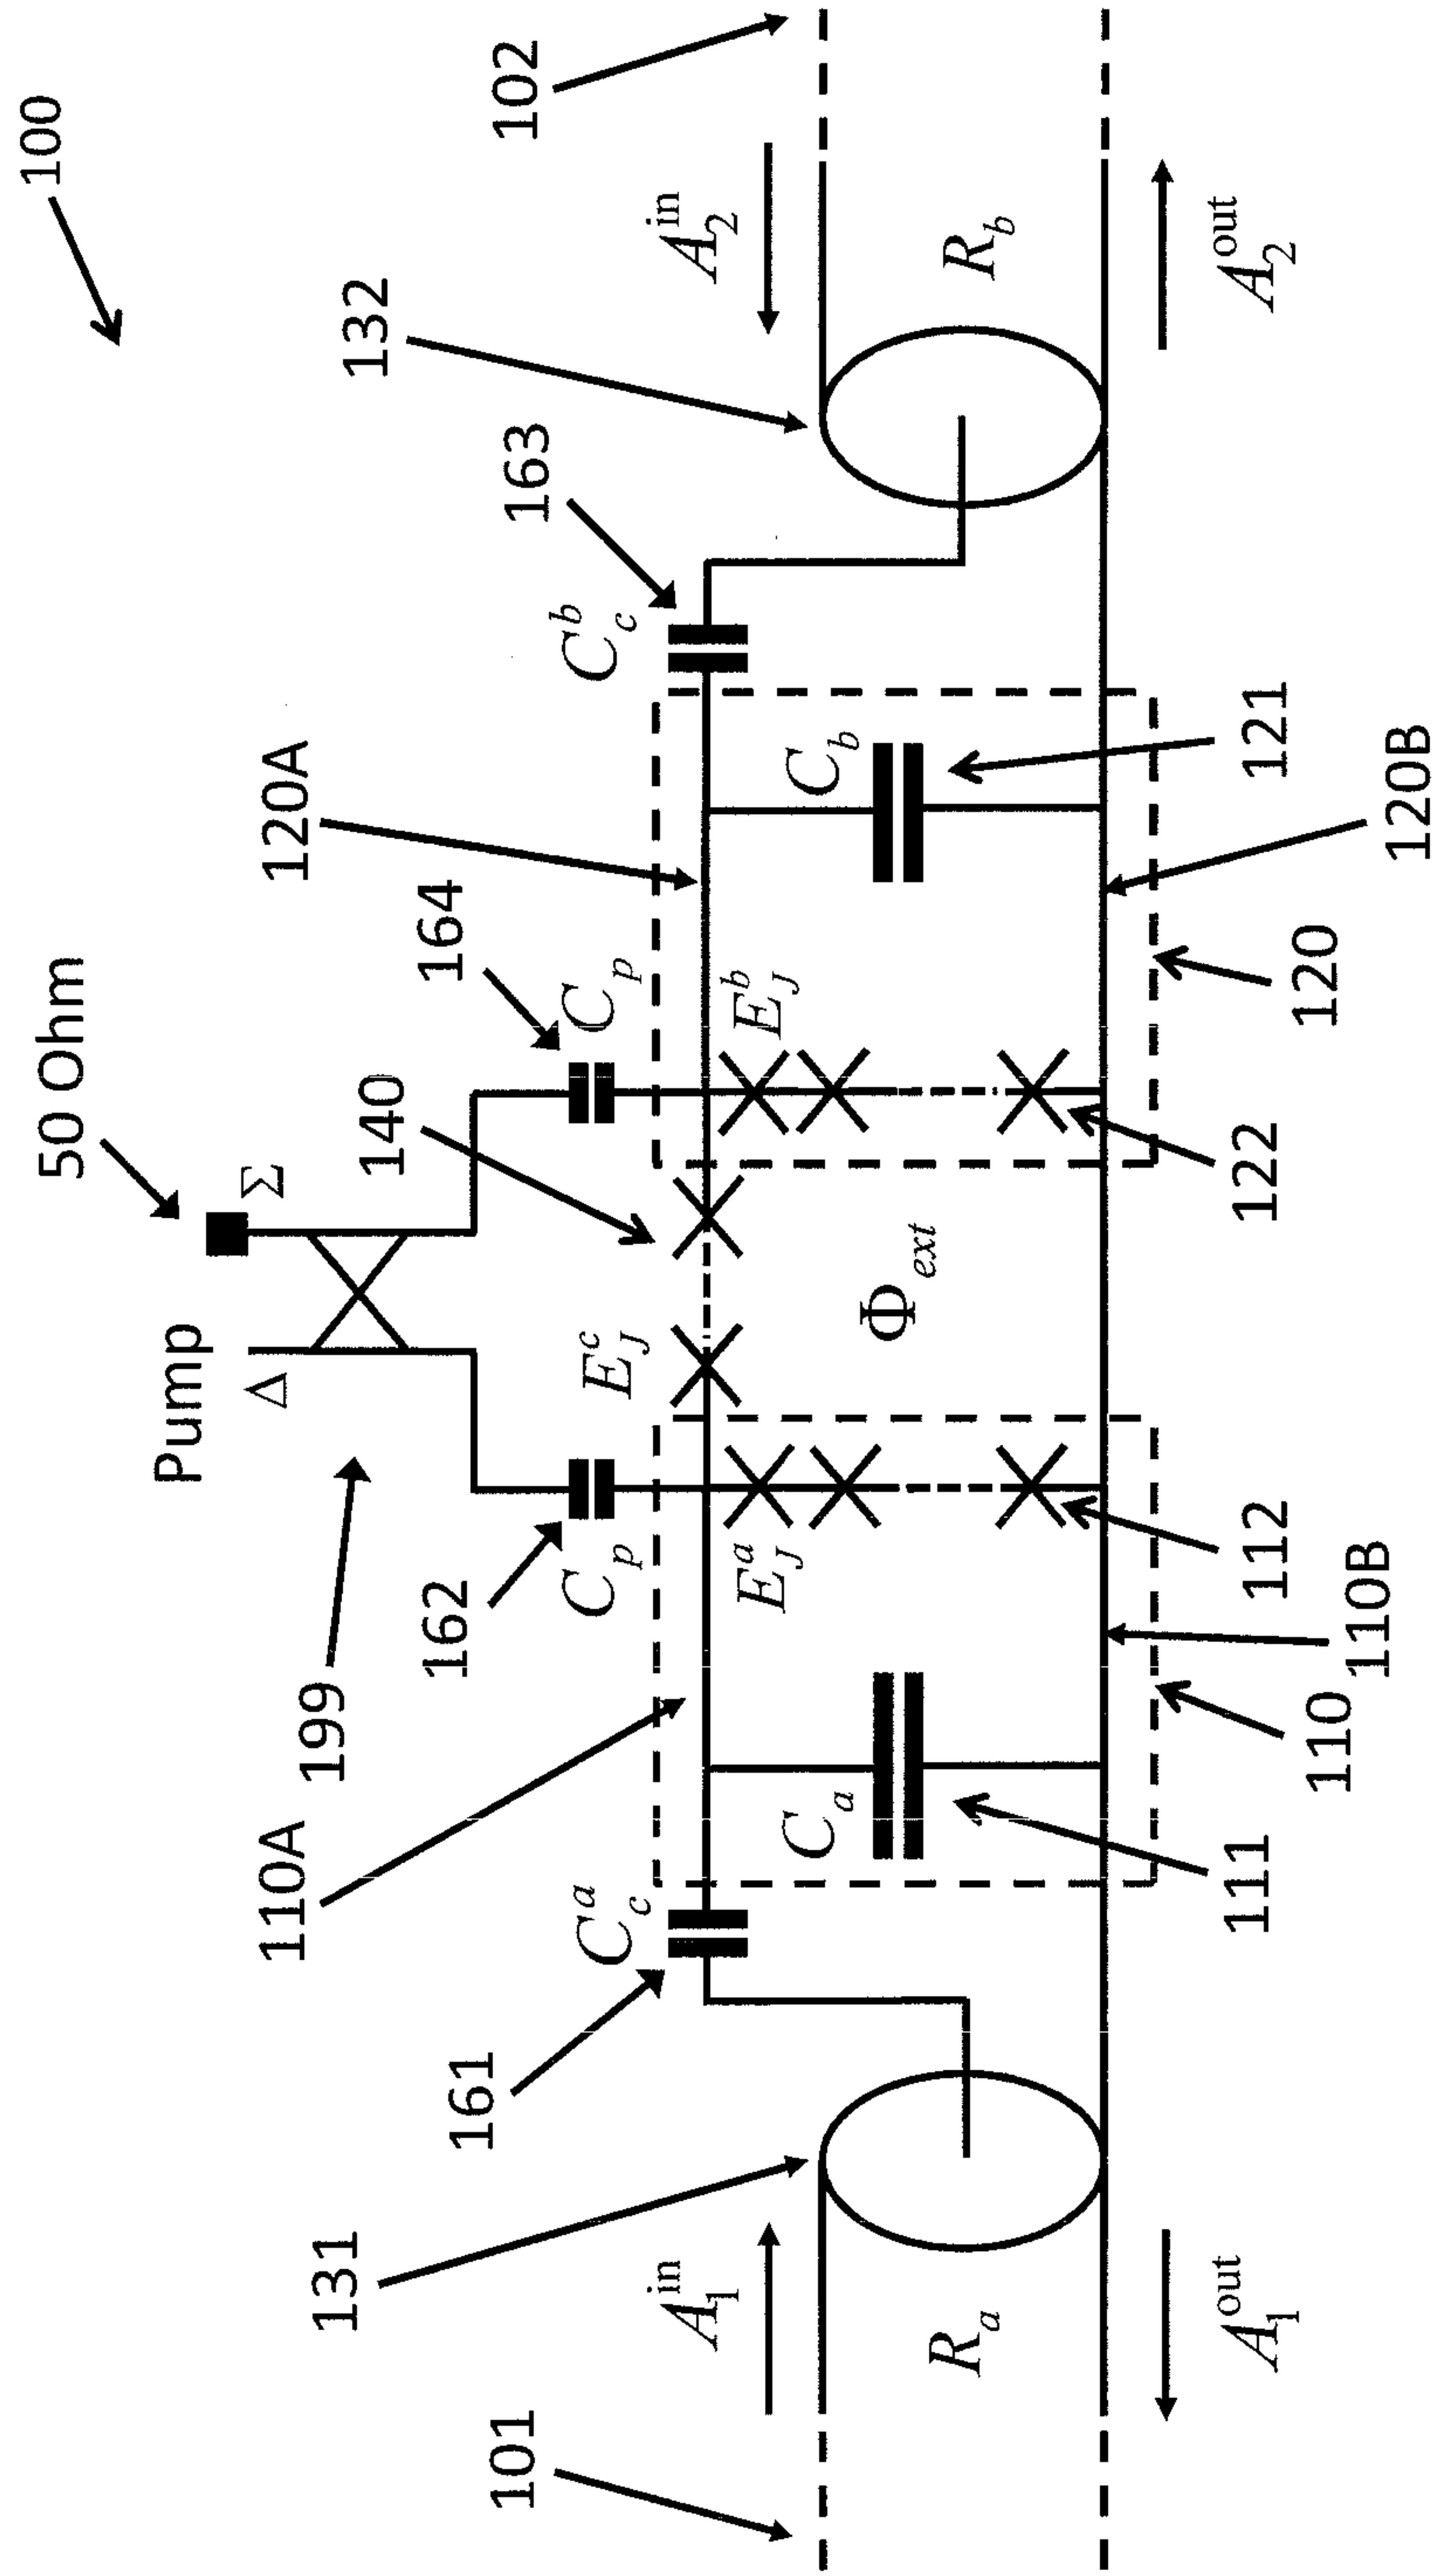 100
50 Ohm
Pump
Σ
Δ
199
140
164
162
C_p
C_p
120A
163
132
102
110A
161
131
101
C_c^a
E_J^c
C_c^b
A_1^in
A_2^in
E_J^a
E_J^b
C_a
C_b
Φ_ext
R_a
R_b
A_1^out
111
112
122
121
A_2^out
110
110B
120
120B